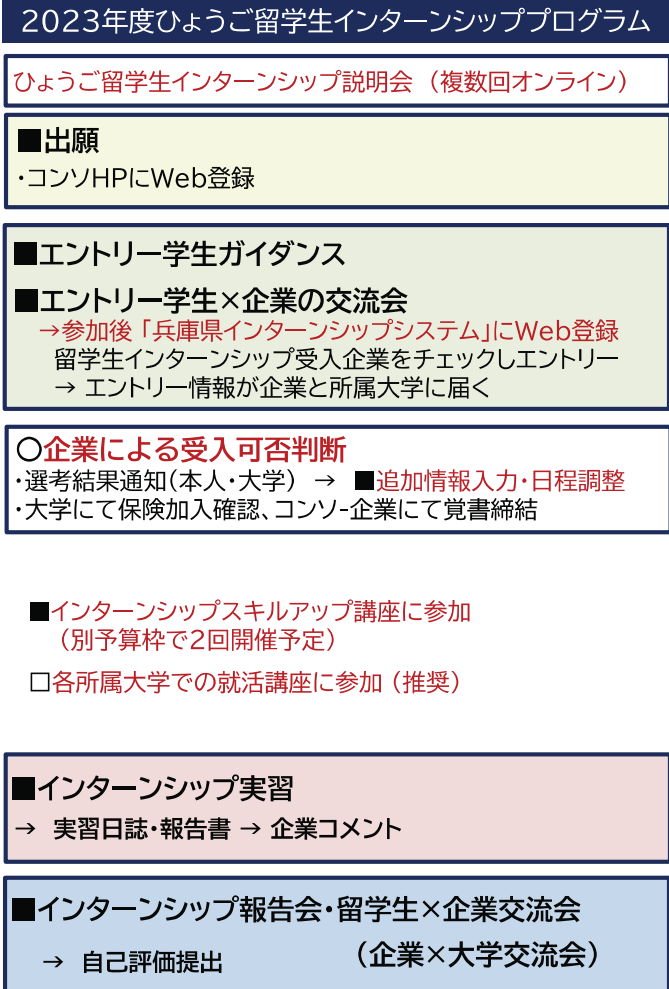 2023年度ひょうご留学生インターンシッププログラム
ひょうご留学生インターンシップ説明会（複数回オンライン）
■出願
・コンソHPにWeb登録
■エントリー学生ガイダンス
■エントリー学生×企業の交流会
→参加後「兵庫県インターンシップシステム」にWeb登録
留学生インターンシップ受入企業をチェックしエントリー
→ エントリー情報が企業と所属大学に届く
○企業による受入可否判断
・選考結果通知（本人・大学） → ■追加情報入力・日程調整
・大学にて保険加入確認、コンソ-企業にて覚書締結
■インターンシップスキルアップ講座に参加
（別予算枠で2回開催予定）
□各所属大学での就活講座に参加（推奨）
■インターンシップ実習
→ 実習日誌・報告書 → 企業コメント
■インターンシップ報告会・留学生×企業交流会
→ 自己評価提出 （企業×大学交流会）